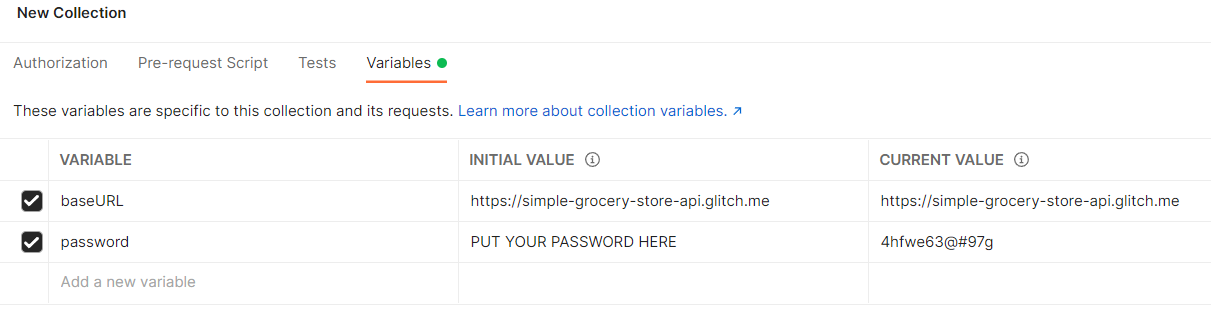 New Collection
Authorization Pre-request Script Tests Variables
These variables are specific to this collection and its requests. Learn more about collection variables. ↗
VARIABLE INITIAL VALUE CURRENT VALUE
baseURL https://simple-grocery-store-api.glitch.me https://simple-grocery-store-api.glitch.me
password PUT YOUR PASSWORD HERE 4hfwe63@#97g
Add a new variable